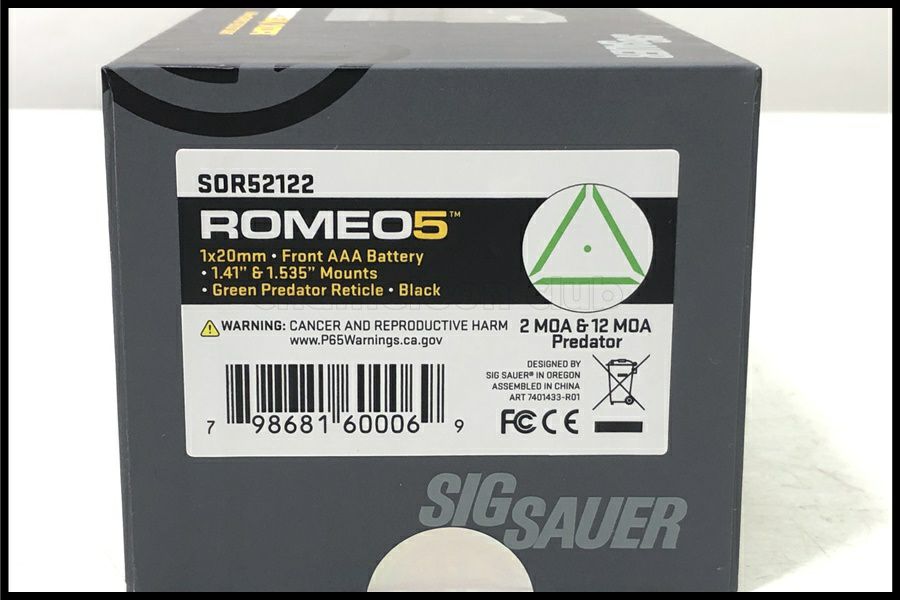 SIG SAUER
SOR52122
ROMEO5™
1x20mm • Front AAA Battery
• 1.41" & 1.535" Mounts
• Green Predator Reticle • Black
WARNING: CANCER AND REPRODUCTIVE HARM
www.P65Warnings.ca.gov
2 MOA & 12 MOA
Predator
DESIGNED BY
SIG SAUER® IN OREGON
ASSEMBLED IN CHINA
ART 7401433-R01
7 98681 60006 9
FC CE
SIG SAUER